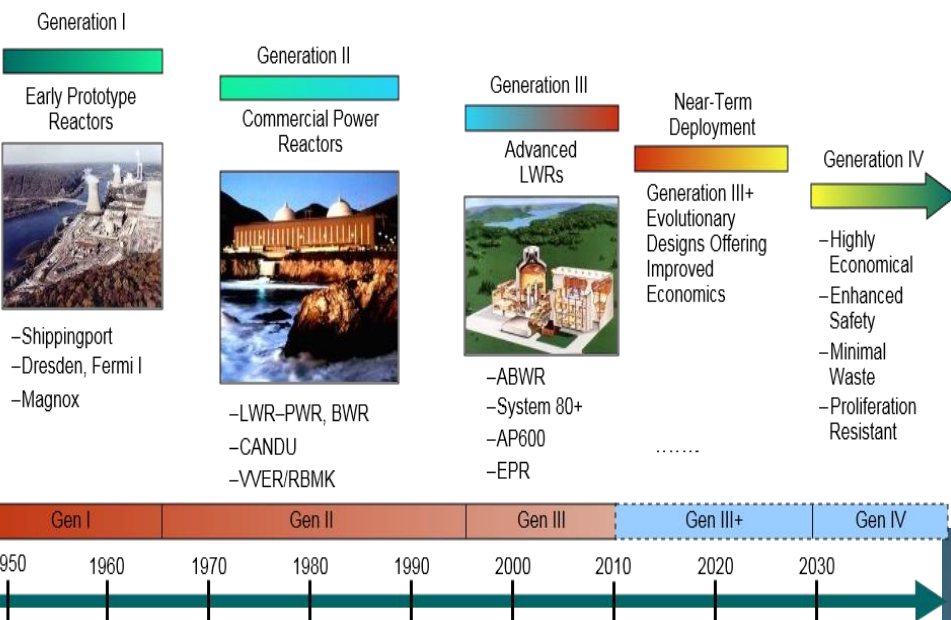 Generation I
Early Prototype
Reactors
–Shippingport
–Dresden, Fermi I
–Magnox
Generation II
Commercial Power
Reactors
–LWR–PWR, BWR
–CANDU
–VVER/RBMK
Generation III
Advanced
LWRs
–ABWR
–System 80+
–AP600
–EPR
Near-Term
Deployment
Generation III+
Evolutionary
Designs Offering
Improved
Economics
.......
Generation IV
–Highly
Economical
–Enhanced
Safety
–Minimal
Waste
–Proliferation
Resistant
Gen I Gen II Gen III Gen III+ Gen IV
950 1960 1970 1980 1990 2000 2010 2020 2030